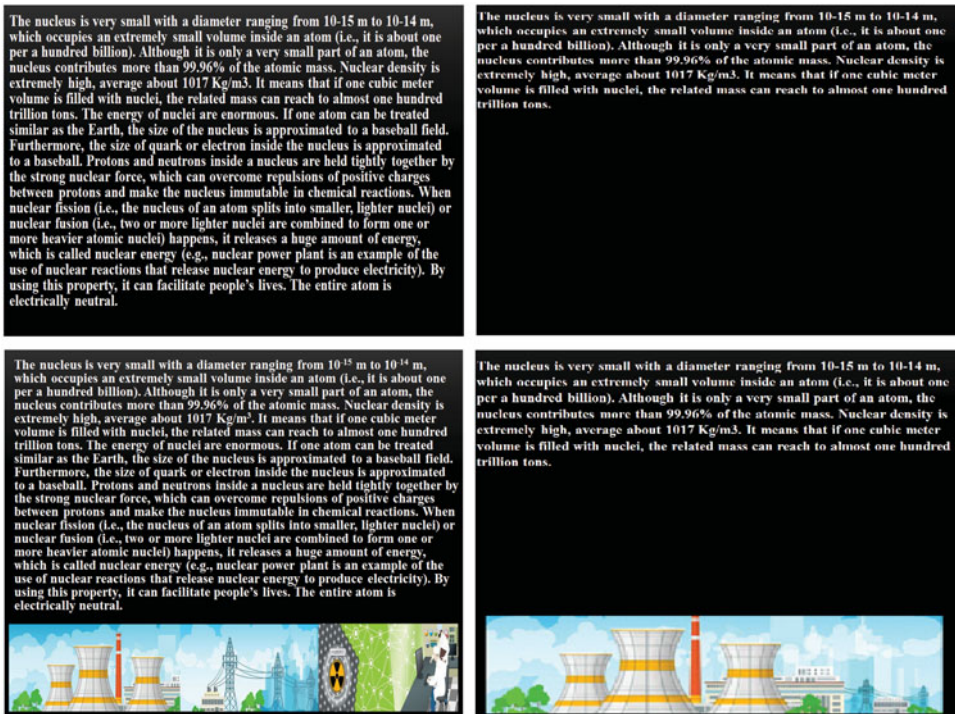 The nucleus is very small with a diameter ranging from 10-15 m to 10-14 m,
which occupies an extremely small volume inside an atom (i.e., it is about one
per a hundred billion). Although it is only a very small part of an atom, the
nucleus contributes more than 99.96% of the atomic mass. Nuclear density is
extremely high, average about 1017 Kg/m3. It means that if one cubic meter
volume is filled with nuclei, the related mass can reach to almost one hundred
trillion tons. The energy of nuclei are enormous. If one atom can be treated
similar as the Earth, the size of the nucleus is approximated to a baseball field.
Furthermore, the size of quark or electron inside the nucleus is approximated
to a baseball. Protons and neutrons inside a nucleus are held tightly together by
the strong nuclear force, which can overcome repulsions of positive charges
between protons and make the nucleus immutable in chemical reactions. When
nuclear fission (i.e., the nucleus of an atom splits into smaller, lighter nuclei) or
nuclear fusion (i.e., two or more lighter nuclei are combined to form one or
more heavier atomic nuclei) happens, it releases a huge amount of energy,
which is called nuclear energy (e.g., nuclear power plant is an example of the
use of nuclear reactions that release nuclear energy to produce electricity). By
using this property, it can facilitate people's lives. The entire atom is
electrically neutral.
The nucleus is very small with a diameter ranging from 10-15 m to 10-14 m,
which occupies an extremely small volume inside an atom (i.e., it is about one
per a hundred billion). Although it is only a very small part of an atom, the
nucleus contributes more than 99.96% of the atomic mass. Nuclear density is
extremely high, average about 1017 Kg/m3. It means that if one cubic meter
volume is filled with nuclei, the related mass can reach to almost one hundred
trillion tons.
The nucleus is very small with a diameter ranging from 10⁻¹⁵ m to 10⁻¹⁴ m,
which occupies an extremely small volume inside an atom (i.e., it is about one
per a hundred billion). Although it is only a very small part of an atom, the
nucleus contributes more than 99.96% of the atomic mass. Nuclear density is
extremely high, average about 1017 Kg/m³. It means that if one cubic meter
volume is filled with nuclei, the related mass can reach to almost one hundred
trillion tons. The energy of nuclei are enormous. If one atom can be treated
similar as the Earth, the size of the nucleus is approximated to a baseball field.
Furthermore, the size of quark or electron inside the nucleus is approximated
to a baseball. Protons and neutrons inside a nucleus are held tightly together by
the strong nuclear force, which can overcome repulsions of positive charges
between protons and make the nucleus immutable in chemical reactions. When
nuclear fission (i.e., the nucleus of an atom splits into smaller, lighter nuclei) or
nuclear fusion (i.e., two or more lighter nuclei are combined to form one or
more heavier atomic nuclei) happens, it releases a huge amount of energy,
which is called nuclear energy (e.g., nuclear power plant is an example of the
use of nuclear reactions that release nuclear energy to produce electricity). By
using this property, it can facilitate people's lives. The entire atom is
electrically neutral.
The nucleus is very small with a diameter ranging from 10-15 m to 10-14 m,
which occupies an extremely small volume inside an atom (i.e., it is about one
per a hundred billion). Although it is only a very small part of an atom, the
nucleus contributes more than 99.96% of the atomic mass. Nuclear density is
extremely high, average about 1017 Kg/m3. It means that if one cubic meter
volume is filled with nuclei, the related mass can reach to almost one hundred
trillion tons.